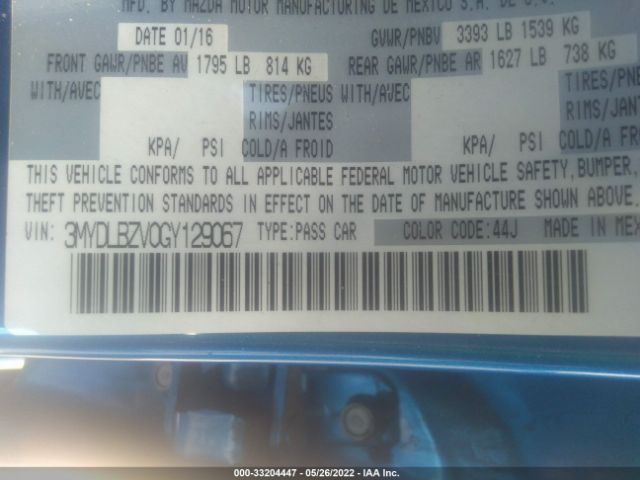 MFD. BY MAZDA MOTOR MANUFACTURING DE MEXICO S.A. DE C.V.
DATE 01/16 GVWR/PNBV 3393 LB 1539 KG
FRONT GAWR/PNBE AV 1795 LB 814 KG REAR GAWR/PNBE AR 1627 LB 738 KG
WITH/AVEC TIRES/PNEUS WITH/AVEC TIRES/PNEUS
RIMS/JANTES RIMS/JANTES
KPA/ PSI COLD/A FROID KPA/ PSI COLD/A FROID
THIS VEHICLE CONFORMS TO ALL APPLICABLE FEDERAL MOTOR VEHICLE SAFETY, BUMPER,
THEFT PREVENTION STANDARDS IN EFFECT ON THE DATE OF MANUFACTURE SHOWN ABOVE.
VIN: 3MYDLBZV0GY129067 TYPE:PASS CAR COLOR CODE:44J MADE IN MEX
000-33204447 - 05/26/2022 - IAA Inc.